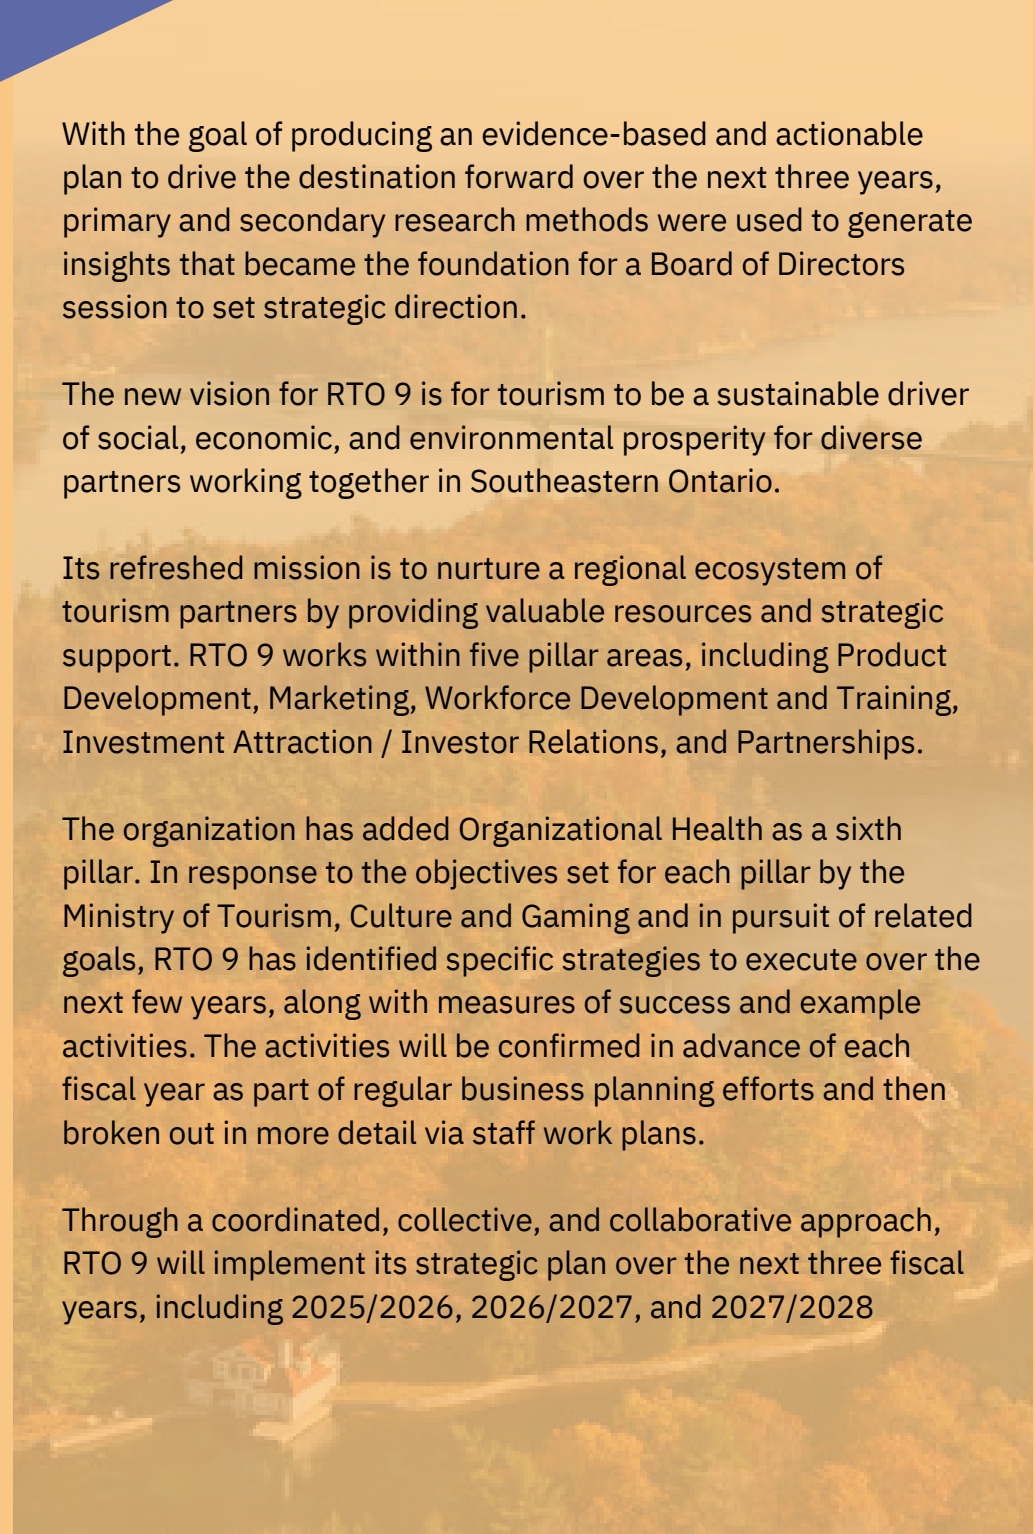 With the goal of producing an evidence-based and actionable
plan to drive the destination forward over the next three years,
primary and secondary research methods were used to generate
insights that became the foundation for a Board of Directors
session to set strategic direction.
The new vision for RTO 9 is for tourism to be a sustainable driver
of social, economic, and environmental prosperity for diverse
partners working together in Southeastern Ontario.
Its refreshed mission is to nurture a regional ecosystem of
tourism partners by providing valuable resources and strategic
support. RTO 9 works within five pillar areas, including Product
Development, Marketing, Workforce Development and Training,
Investment Attraction / Investor Relations, and Partnerships.
The organization has added Organizational Health as a sixth
pillar. In response to the objectives set for each pillar by the
Ministry of Tourism, Culture and Gaming and in pursuit of related
goals, RTO 9 has identified specific strategies to execute over the
next few years, along with measures of success and example
activities. The activities will be confirmed in advance of each
fiscal year as part of regular business planning efforts and then
broken out in more detail via staff work plans.
Through a coordinated, collective, and collaborative approach,
RTO 9 will implement its strategic plan over the next three fiscal
years, including 2025/2026, 2026/2027, and 2027/2028